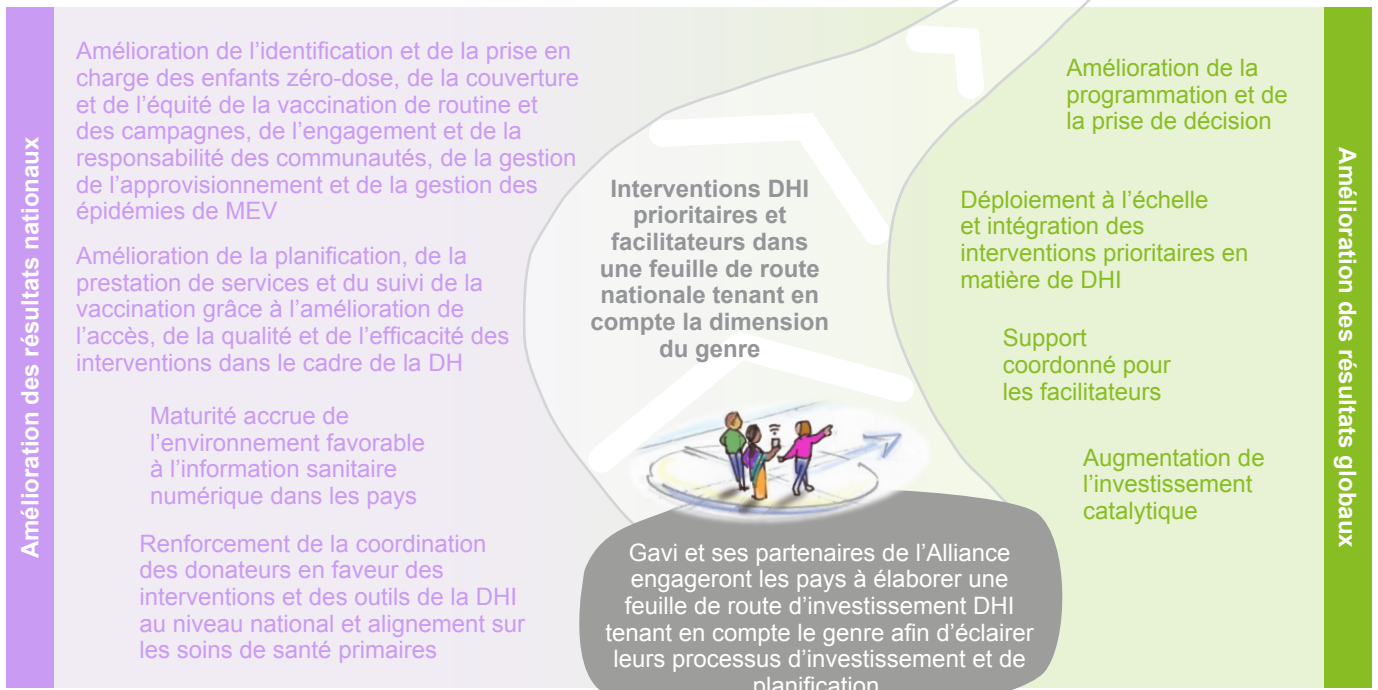 Amélioration des résultats nationaux
Amélioration de l’identification et de la prise en
charge des enfants zéro-dose, de la couverture
et de l’équité de la vaccination de routine et
des campagnes, de l’engagement et de la
responsabilité des communautés, de la gestion
de l’approvisionnement et de la gestion des
épidémies de MEV
Amélioration de la planification, de la
prestation de services et du suivi de la
vaccination grâce à l’amélioration de
l’accès, de la qualité et de l’efficacité des
interventions dans le cadre de la DH
Maturité accrue de
l’environnement favorable
à l’information sanitaire
numérique dans les pays
Renforcement de la coordination
des donateurs en faveur des
interventions et des outils de la DHI
au niveau national et alignement sur
les soins de santé primaires
Interventions DHI
prioritaires et
facilitateurs dans
une feuille de route
nationale tenant en
compte la dimension
du genre
Gavi et ses partenaires de l’Alliance
engageront les pays à élaborer une
feuille de route d’investissement DHI
tenant en compte le genre afin d’éclairer
leurs processus d’investissement et de
planification
Amélioration de la
programmation et de
la prise de décision
Déploiement à l’échelle
et intégration des
interventions prioritaires en
matière de DHI
Support
coordonné pour
les facilitateurs
Augmentation de
l’investissement
catalytique
Amélioration des résultats globaux